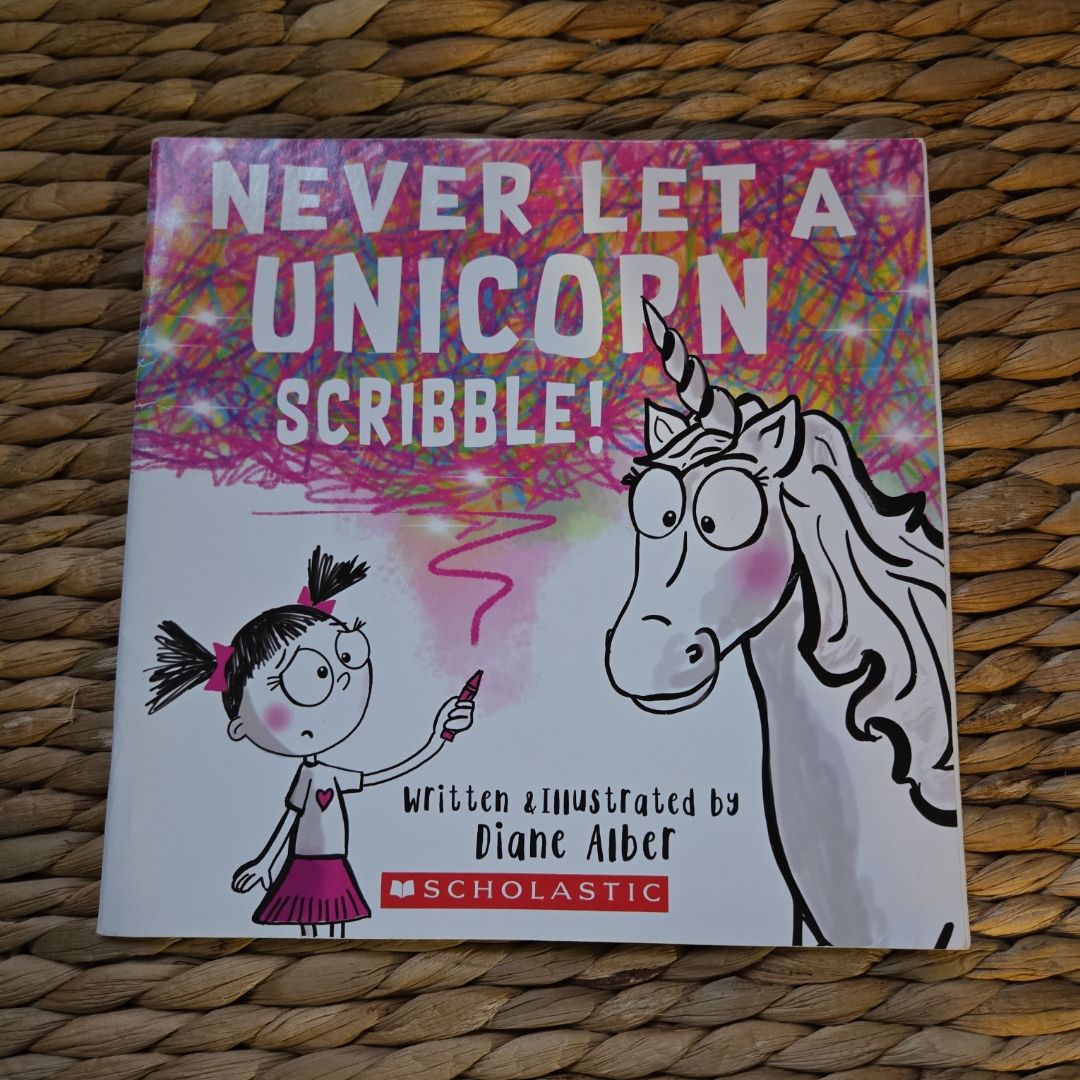 NEVER LET A
UNICORN
SCRIBBLE!
Written & Illustrated by
Diane Alber
SCHOLASTIC